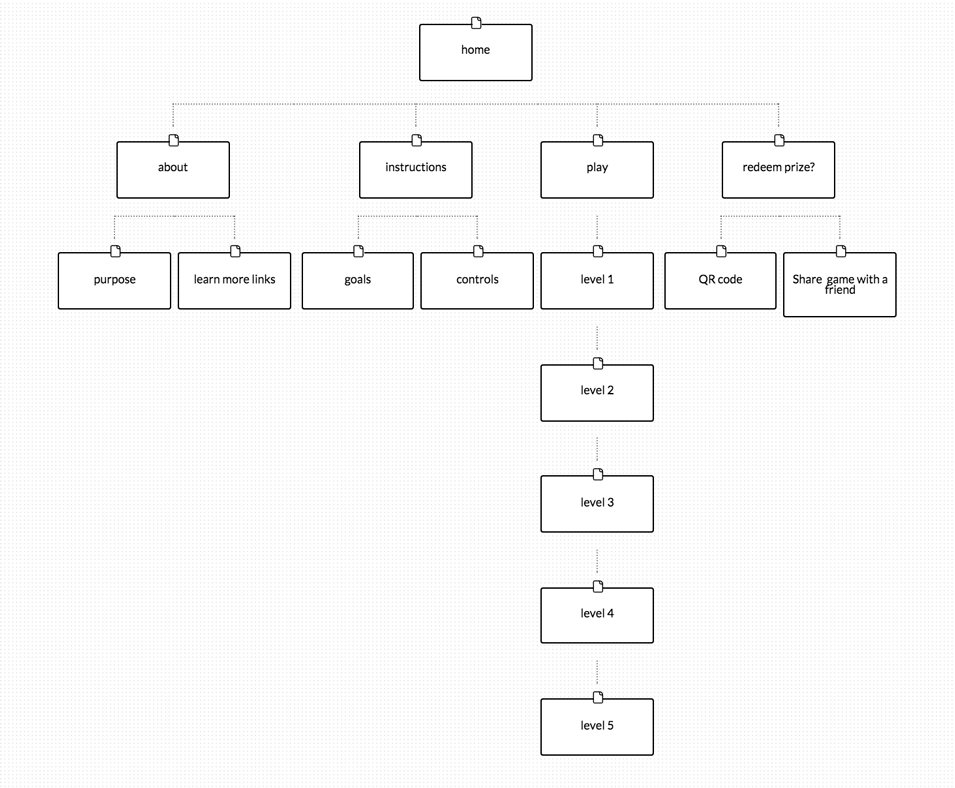 home
about
instructions
play
redeem prize?
purpose
learn more links
goals
controls
level 1
QR code
Share game with a
friend
level 2
level 3
level 4
level 5